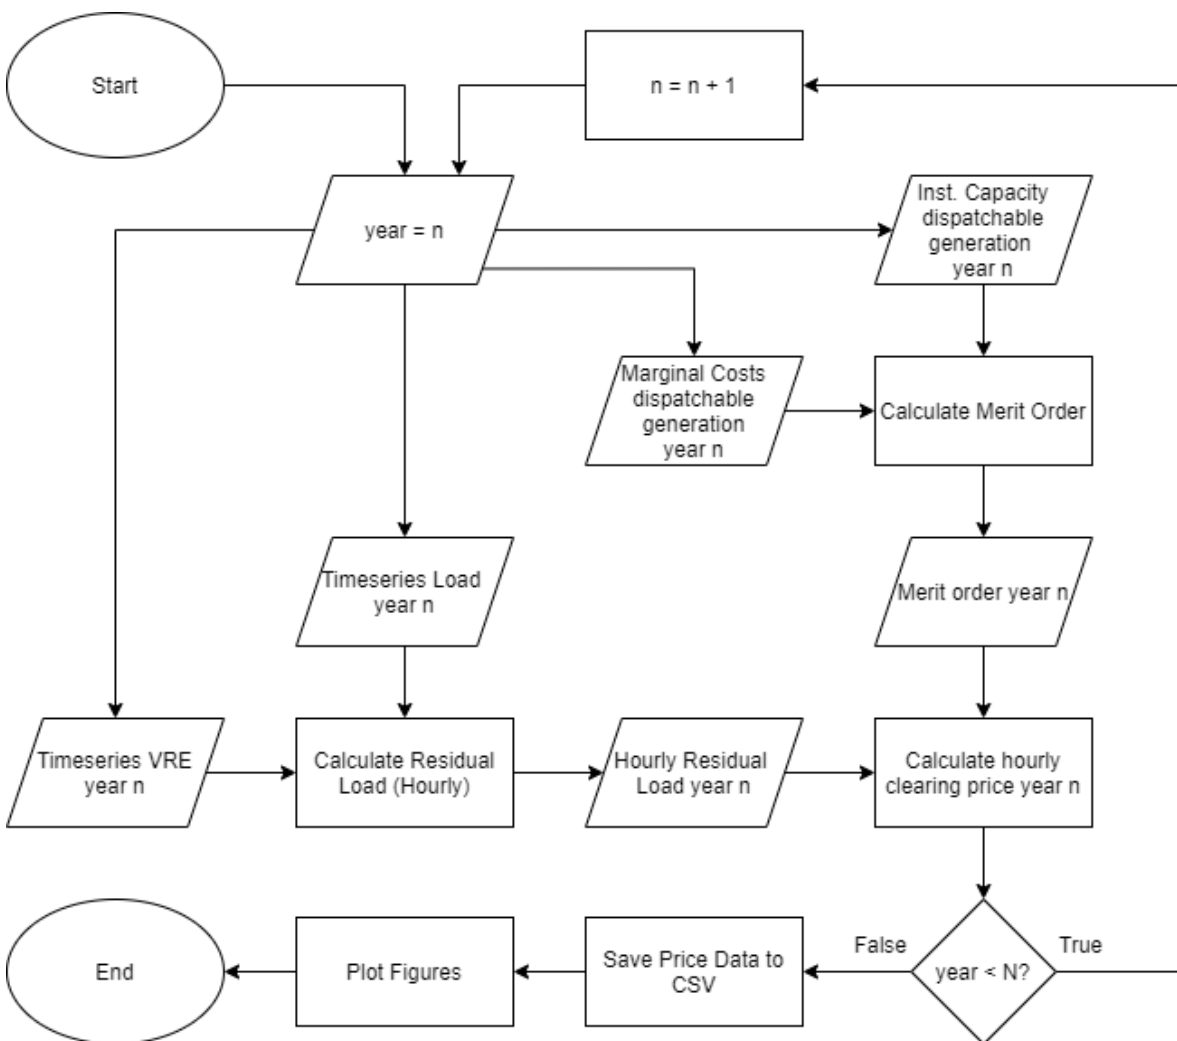 Start
n = n + 1
year = n
Inst. Capacity
dispatchable
generation
year n
Marginal Costs
dispatchable
generation
year n
Calculate Merit Order
Timeseries Load
year n
Merit order year n
Timeseries VRE
year n
Calculate Residual
Load (Hourly)
Hourly Residual
Load year n
Calculate hourly
clearing price year n
False
True
End
Plot Figures
Save Price Data to
CSV
year < N?